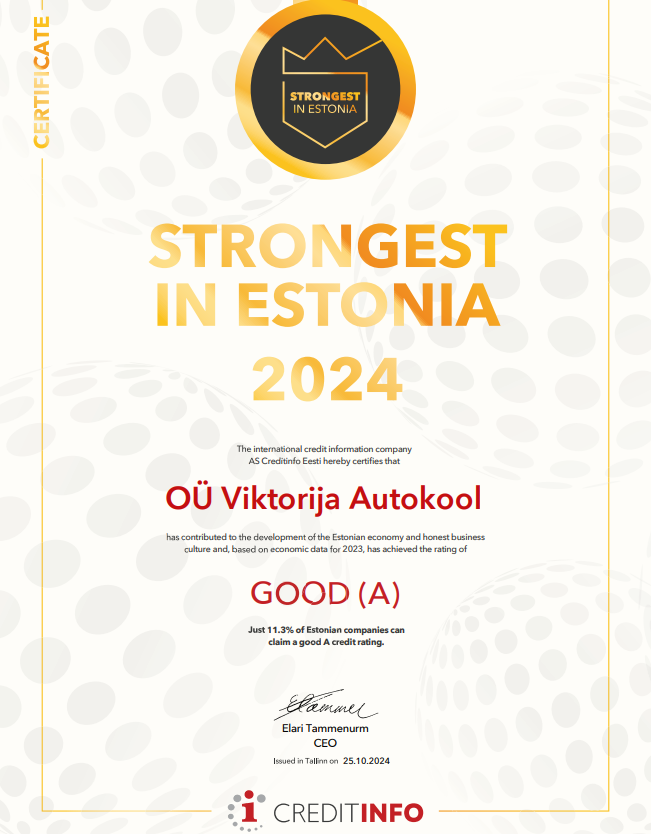 CERTIFICATE
STRONGEST
IN ESTONIA
STRONGEST
IN ESTONIA
2024
The international credit information company
AS Creditinfo Eesti hereby certifies that
OÜ Viktorija Autokool
has contributed to the development of the Estonian economy and honest business
culture and, based on economic data for 2023, has achieved the rating of
GOOD (A)
Just 11.3% of Estonian companies can
claim a good A credit rating.
Elari Tammenurm
CEO
Issued in Tallinn on 25.10.2024
CREDITINFO